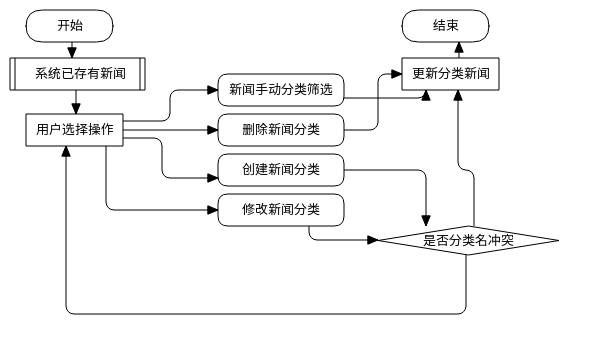 开始
结束
系统已存有新闻
更新分类新闻
新闻手动分类筛选
用户选择操作
删除新闻分类
创建新闻分类
修改新闻分类
是否分类名冲突